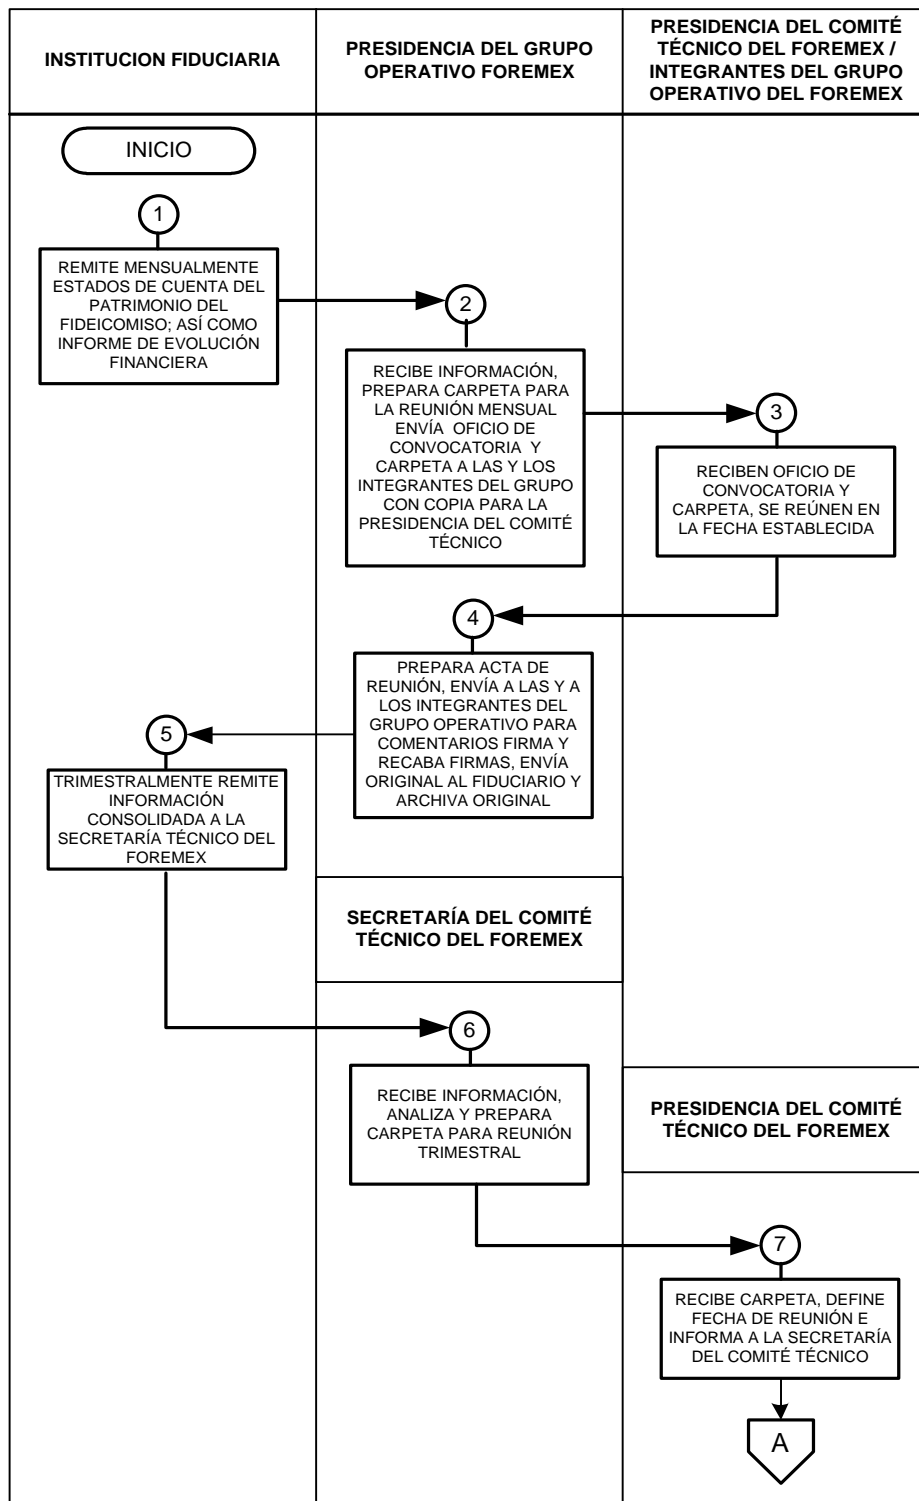 INSTITUCION FIDUCIARIA
PRESIDENCIA DEL GRUPO
OPERATIVO FOREMEX
PRESIDENCIA DEL COMITÉ
TÉCNICO DEL FOREMEX /
INTEGRANTES DEL GRUPO
OPERATIVO DEL FOREMEX
INICIO
1
REMITE MENSUALMENTE
ESTADOS DE CUENTA DEL
PATRIMONIO DEL
FIDEICOMISO; ASÍ COMO
INFORME DE EVOLUCIÓN
FINANCIERA
2
RECIBE INFORMACIÓN,
PREPARA CARPETA PARA
LA REUNIÓN MENSUAL
ENVÍA OFICIO DE
CONVOCATORIA Y
CARPETA A LAS Y LOS
INTEGRANTES DEL GRUPO
CON COPIA PARA LA
PRESIDENCIA DEL COMITÉ
TÉCNICO
3
RECIBEN OFICIO DE
CONVOCATORIA Y
CARPETA, SE REÚNEN EN
LA FECHA ESTABLECIDA
4
PREPARA ACTA DE
REUNIÓN, ENVÍA A LAS Y A
LOS INTEGRANTES DEL
GRUPO OPERATIVO PARA
COMENTARIOS FIRMA Y
RECABA FIRMAS, ENVÍA
ORIGINAL AL FIDUCIARIO Y
ARCHIVA ORIGINAL
5
TRIMESTRALMENTE REMITE
INFORMACIÓN
CONSOLIDADA A LA
SECRETARÍA TÉCNICO DEL
FOREMEX
SECRETARÍA DEL COMITÉ
TÉCNICO DEL FOREMEX
6
RECIBE INFORMACIÓN,
ANALIZA Y PREPARA
CARPETA PARA REUNIÓN
TRIMESTRAL
PRESIDENCIA DEL COMITÉ
TÉCNICO DEL FOREMEX
7
RECIBE CARPETA, DEFINE
FECHA DE REUNIÓN E
INFORMA A LA SECRETARÍA
DEL COMITÉ TÉCNICO
A